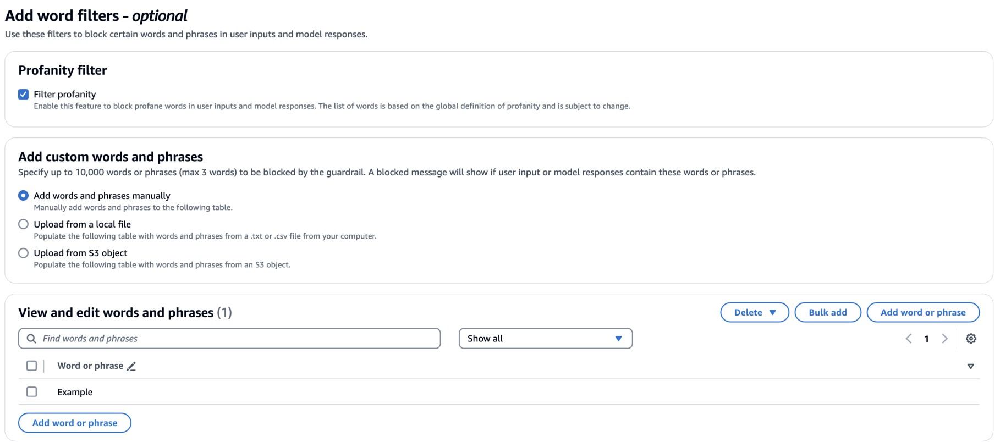 Add word filters - optional
Use these filters to block certain words and phrases in user inputs and model responses.
Profanity filter
Filter profanity
Enable this feature to block profane words in user inputs and model responses. The list of words is based on the global definition of profanity and is subject to change.
Add custom words and phrases
Specify up to 10,000 words or phrases (max 3 words) to be blocked by the guardrail. A blocked message will show if user input or model responses contain these words or phrases.
Add words and phrases manually
Manually add words and phrases to the following table.
Upload from a local file
Populate the following table with words and phrases from a .txt or .csv file from your computer.
Upload from S3 object
Populate the following table with words and phrases from an S3 object.
View and edit words and phrases (1)
Delete
Bulk add
Add word or phrase
Find words and phrases
Show all
1
Word or phrase
Example
Add word or phrase